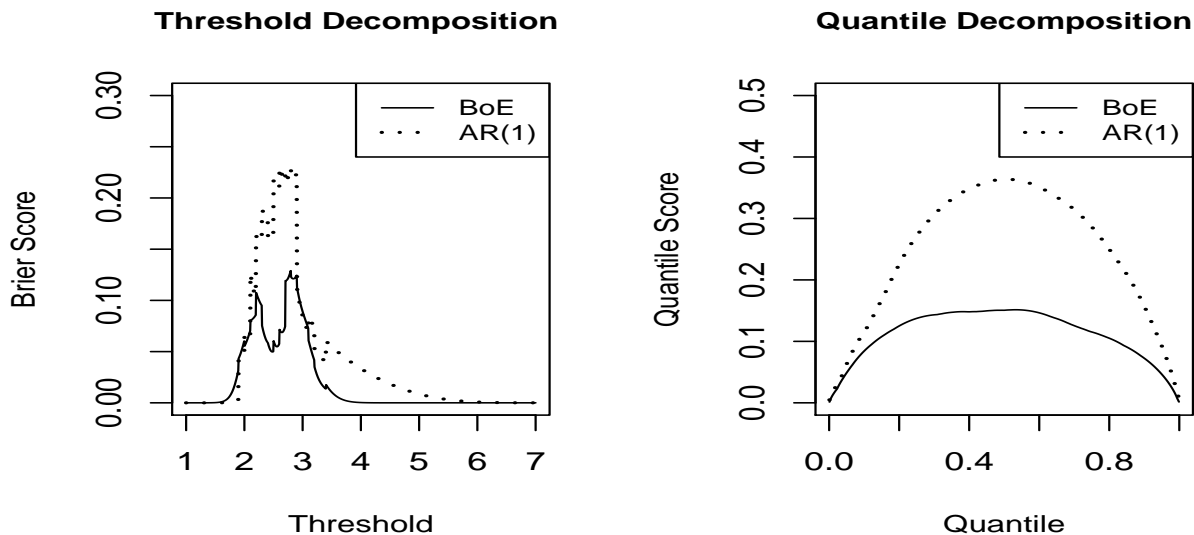 Threshold Decomposition
Brier Score
0.00 0.10 0.20 0.30
BoE
AR(1)
1 2 3 4 5 6 7
Threshold
Quantile Decomposition
Quantile Score
0.0 0.1 0.2 0.3 0.4 0.5
BoE
AR(1)
0.0 0.4 0.8
Quantile